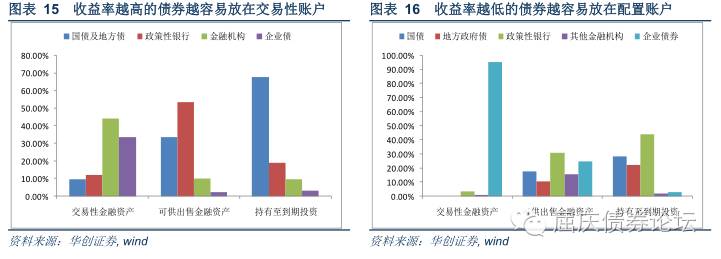 图表 15 收益率越高的债券越容易放在交易性账户
国债及地方债 政策性银行 金融机构 企业债
80.00%
70.00%
60.00%
50.00%
40.00%
30.00%
20.00%
10.00%
0.00%
交易性金融资产 可供出售金融资产 持有至到期投资
资料来源：华创证券, wind
图表 16 收益率越低的债券越容易放在配置账户
国债 地方政府债 政策性银行 其他金融机构 企业债券
100.00%
90.00%
80.00%
70.00%
60.00%
50.00%
40.00%
30.00%
20.00%
10.00%
0.00%
交易性金融资产 供出售金融资产 持有至到期投资
资料来源：华创证券, wind
屈庆债券论坛